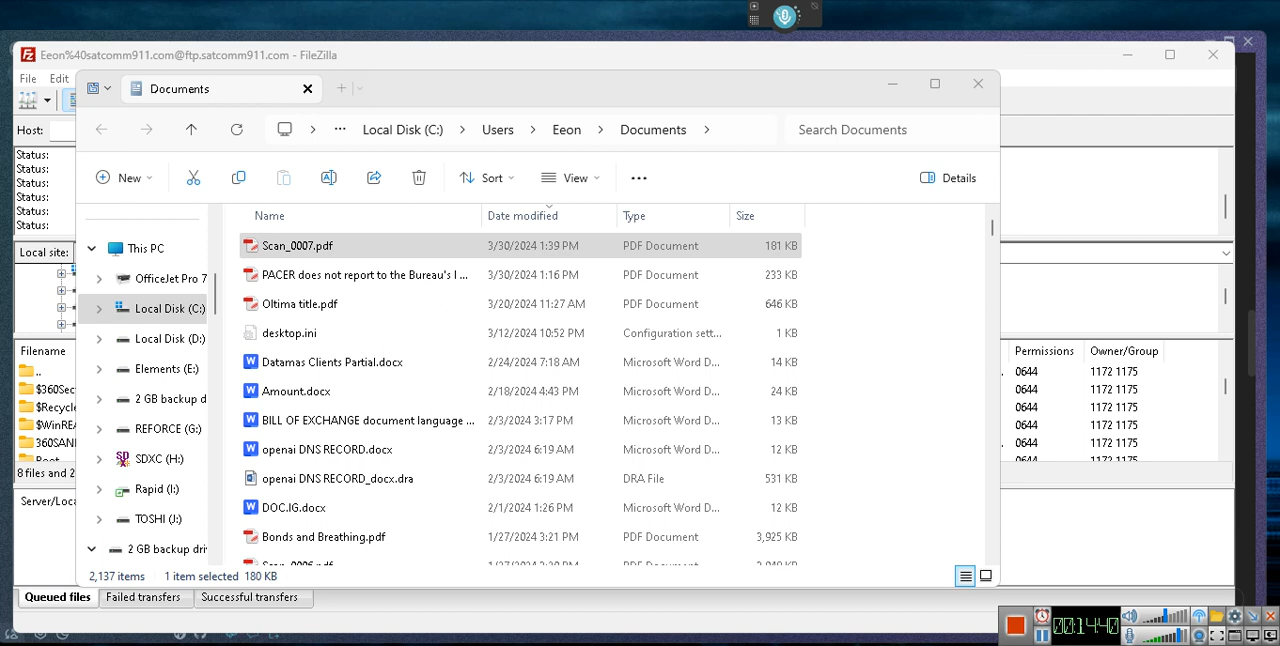 Eeon%40satcomm911.com@ftp.satcomm911.com - FileZilla
File Edit
Documents
Host:
Local Disk (C:) Users Eeon Documents Search Documents
Status:
Status:
Status:
Status:
Status:
Status:
New Sort View Details
Name Date modified Type Size
Local site:
This PC
OfficeJet Pro 7
Local Disk (C:)
Local Disk (D:)
Elements (E:)
2 GB backup d
REFORCE (G:)
SDXC (H:)
Rapid (I:)
TOSHI (J:)
2 GB backup dri
Scan_0007.pdf 3/30/2024 1:39 PM PDF Document 181 KB
PACER does not report to the Bureau's I ... 3/30/2024 1:16 PM PDF Document 233 KB
Oltima title.pdf 3/20/2024 11:27 AM PDF Document 646 KB
desktop.ini 3/12/2024 10:52 PM Configuration sett... 1 KB
Datamas Clients Partial.docx 2/24/2024 7:18 AM Microsoft Word D... 14 KB
Amount.docx 2/18/2024 4:43 PM Microsoft Word D... 24 KB
BILL OF EXCHANGE document language ... 2/3/2024 3:17 PM Microsoft Word D... 13 KB
openai DNS RECORD.docx 2/3/2024 6:19 AM Microsoft Word D... 12 KB
openai DNS RECORD_docx.dra 2/3/2024 6:19 AM DRA File 531 KB
DOC.IG.docx 2/1/2024 1:26 PM Microsoft Word D... 12 KB
Bonds and Breathing.pdf 1/27/2024 3:21 PM PDF Document 3,925 KB
2,137 items 1 item selected 180 KB
Filename
..
$360Sec
$Recycle
$WinREA
360SAN
8 files and 2
Server/Loca
Permissions Owner/Group
0644 1172 1175
0644 1172 1175
0644 1172 1175
0644 1172 1175
0644 1172 1175
0644 1172 1175
Queued files Failed transfers Successful transfers
00:14:40